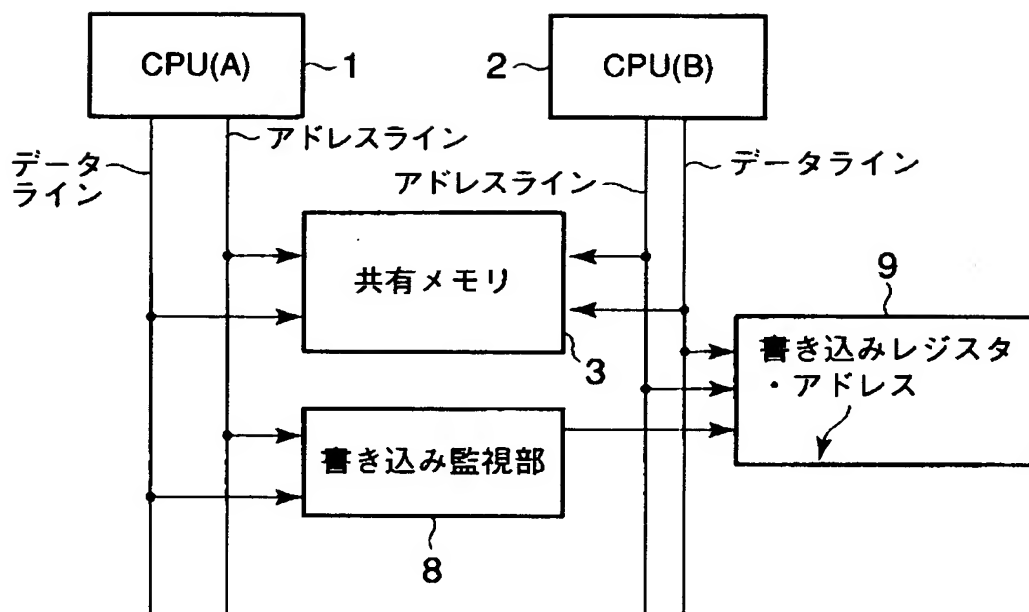 CPU(A)
1
2
CPU(B)
アドレスライン
データ
ライン
データライン
アドレスライン
共有メモリ
3
9
書き込みレジスタ
・アドレス
書き込み監視部
8